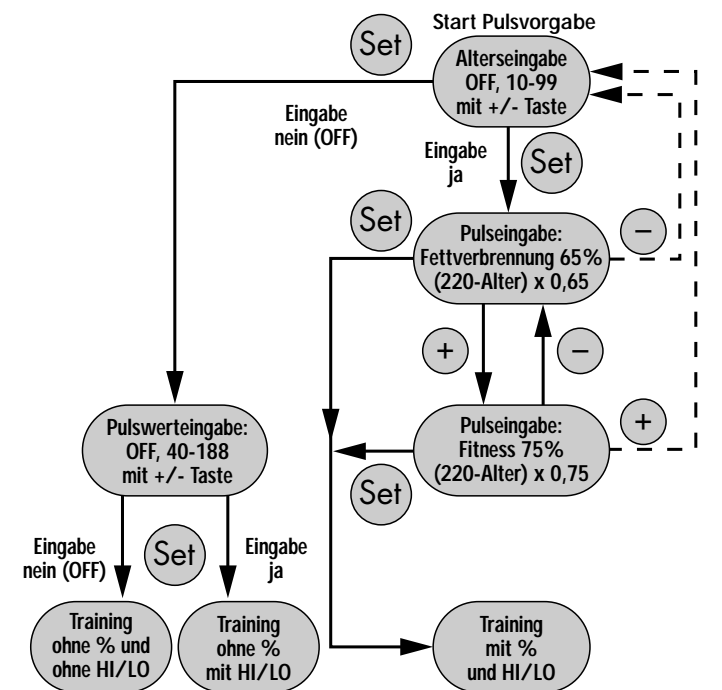 Start Pulsvorgabe
Set
Alterseingabe
OFF, 10-99
mit +/- Taste
Eingabe
nein (OFF)
Eingabe
ja
Set
Set
Pulseingabe:
Fettverbrennung 65%
(220-Alter) x 0,65
−
+
−
Pulswerteingabe:
OFF, 40-188
mit +/- Taste
Pulseingabe:
Fitness 75%
(220-Alter) x 0,75
+
Set
Eingabe
nein (OFF)
Set
Eingabe
ja
Training
ohne % und
ohne HI/LO
Training
ohne %
mit HI/LO
Training
mit %
und HI/LO